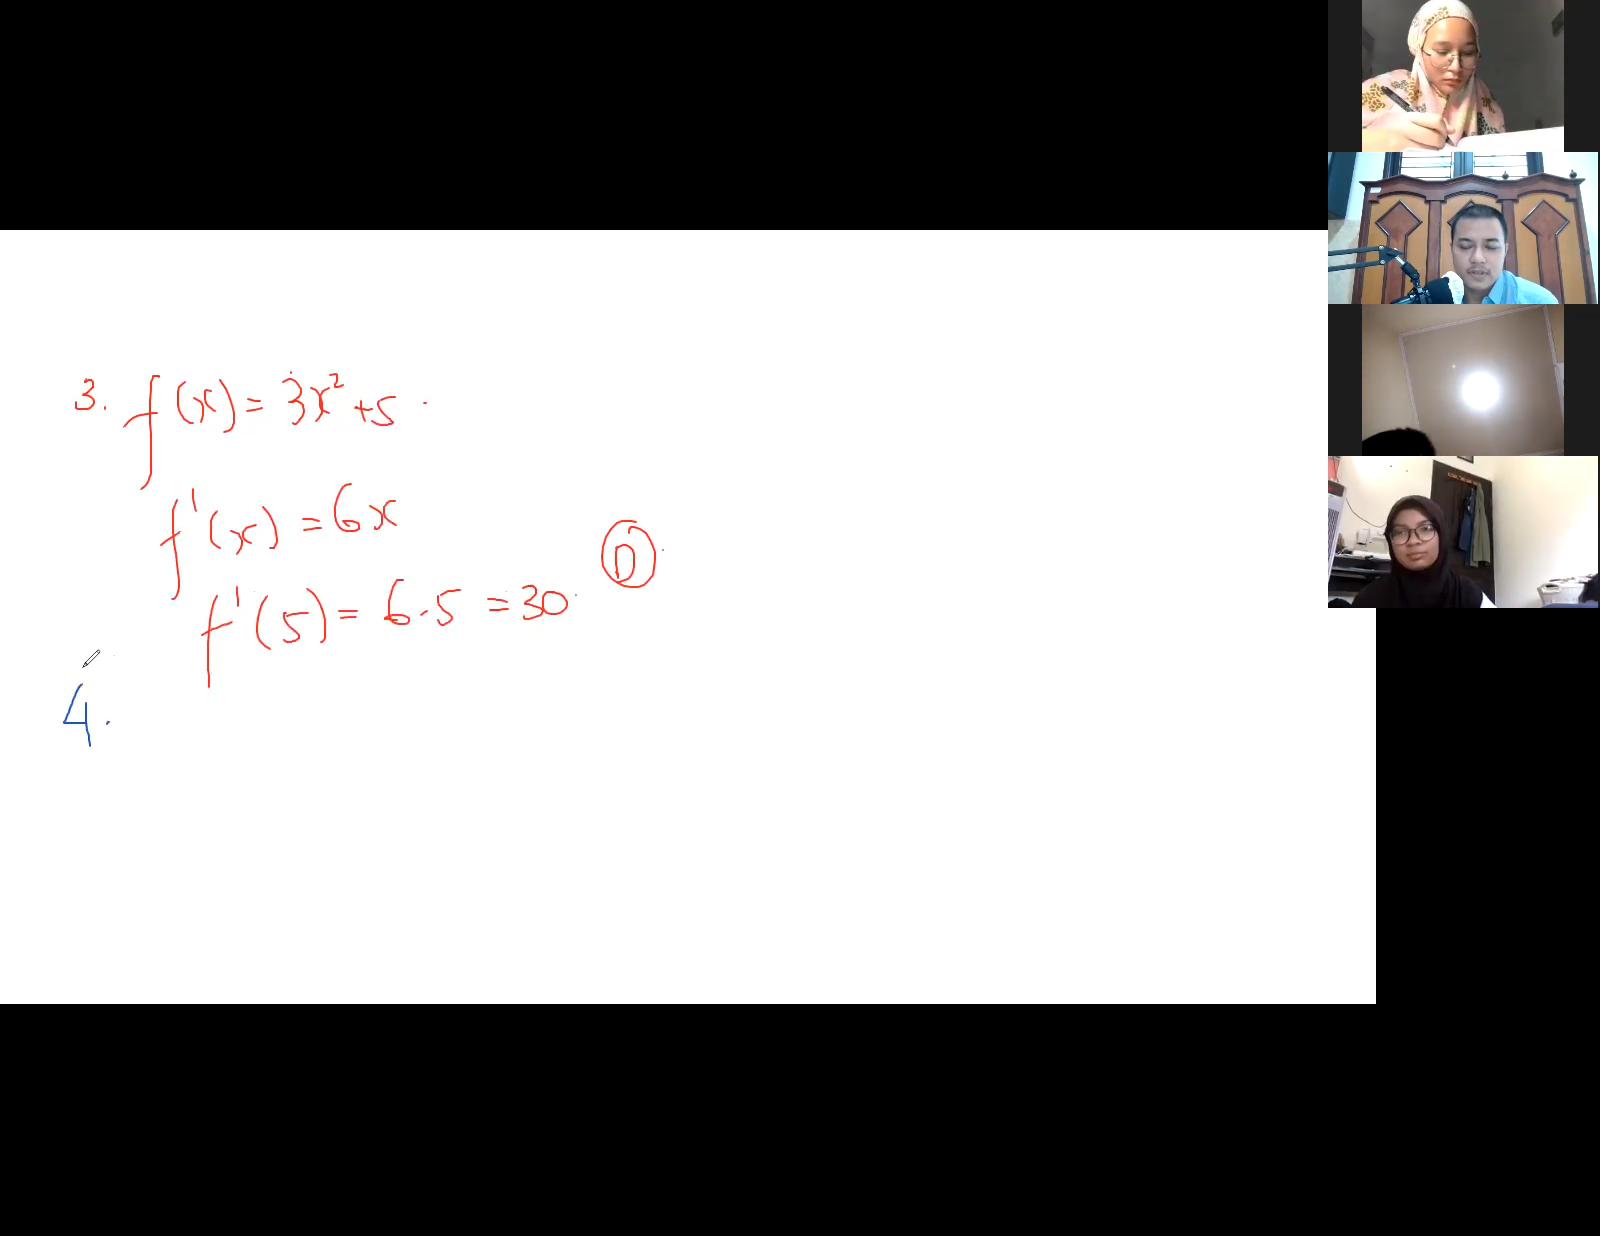 3. f(x) = 3x² + 5
f'(x) = 6x
f'(5) = 6 . 5 = 30
D
4.